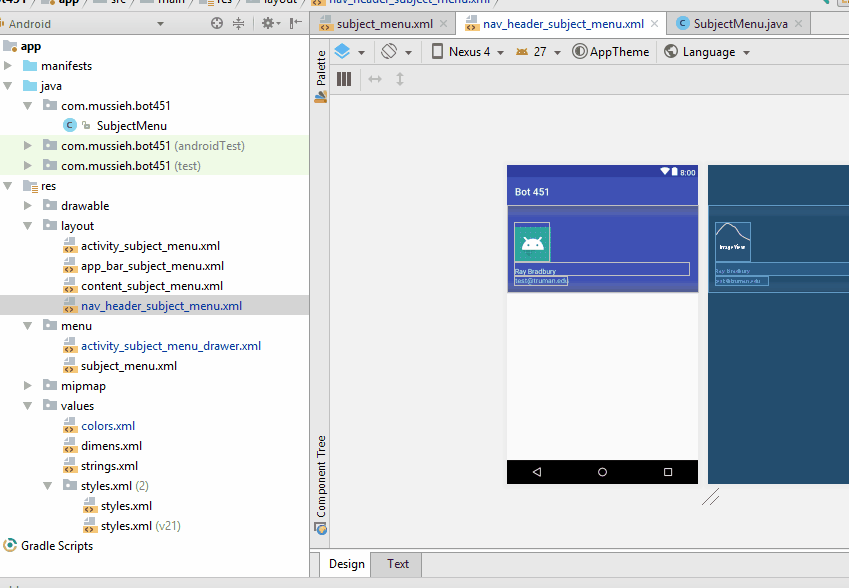 ot451 app src main res layout nav_header_subject_menu.xml
Android
subject_menu.xml
nav_header_subject_menu.xml
SubjectMenu.java
app
manifests
java
com.mussieh.bot451
SubjectMenu
com.mussieh.bot451 (androidTest)
com.mussieh.bot451 (test)
res
drawable
layout
activity_subject_menu.xml
app_bar_subject_menu.xml
content_subject_menu.xml
nav_header_subject_menu.xml
menu
activity_subject_menu_drawer.xml
subject_menu.xml
mipmap
values
colors.xml
dimens.xml
strings.xml
styles.xml (2)
styles.xml
styles.xml (v21)
Gradle Scripts
Palette
Component Tree
Nexus 4
27
AppTheme
Language
8:00
Bot 451
Ray Bradbury
test@truman.edu
ImageView
Ray Bradbury
test@truman.edu
Design
Text